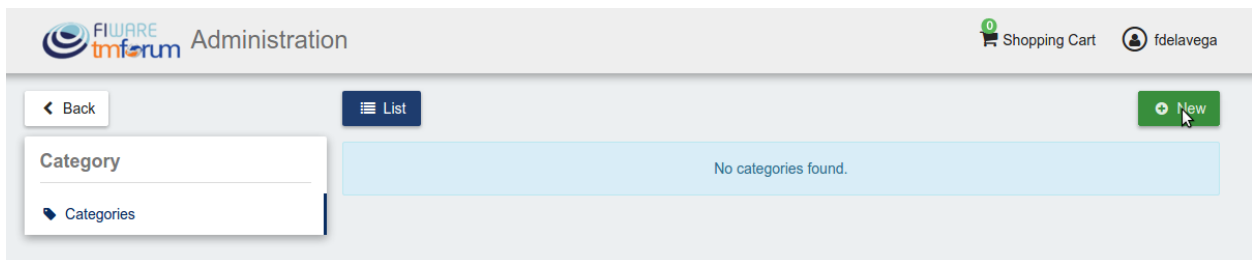 FIWARE
tmforum
Administration
0
Shopping Cart
fdelavega
Back
List
New
Category
No categories found.
Categories